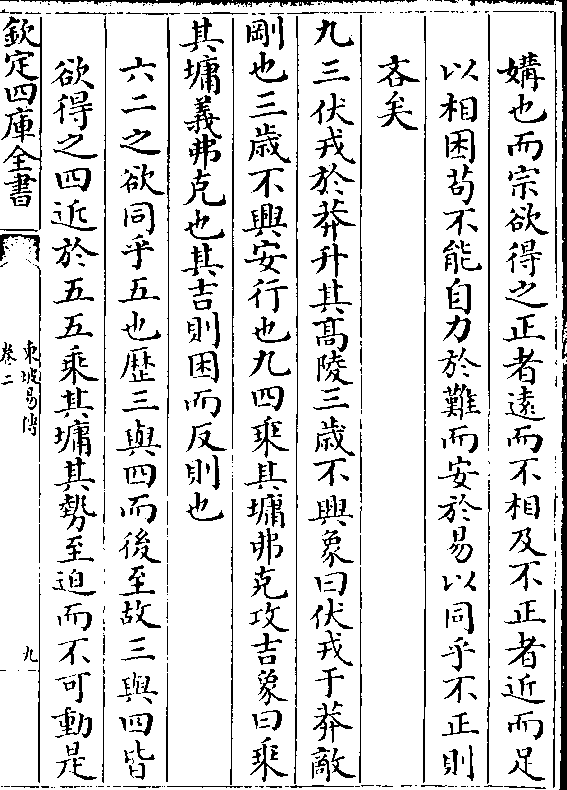 媾也而宗欲得之正者遠而不相及不正者近而足
以相困苟不能自力於難而安於易以同乎不正則
吝矣
九三伏戎於莽升其髙陵三歳不興象曰伏戎于莽敵
剛也三歳不興安行也九四乘其墉弗克攻吉象曰乘
其墉義弗克也其吉則困而反則也
六二之欲同乎五也歴三與四而後至故三與四皆
欲得之四近於五五乘其墉其勢至迫而不可動是
欽定四庫全書
東坡易傳
卷二
九